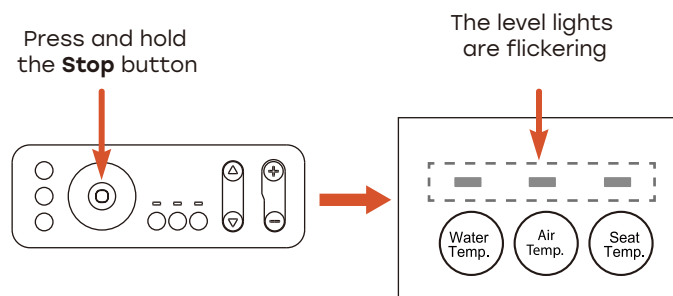 Press and hold
the Stop button
The level lights
are flickering
Water
Temp.
Air
Temp.
Seat
Temp.